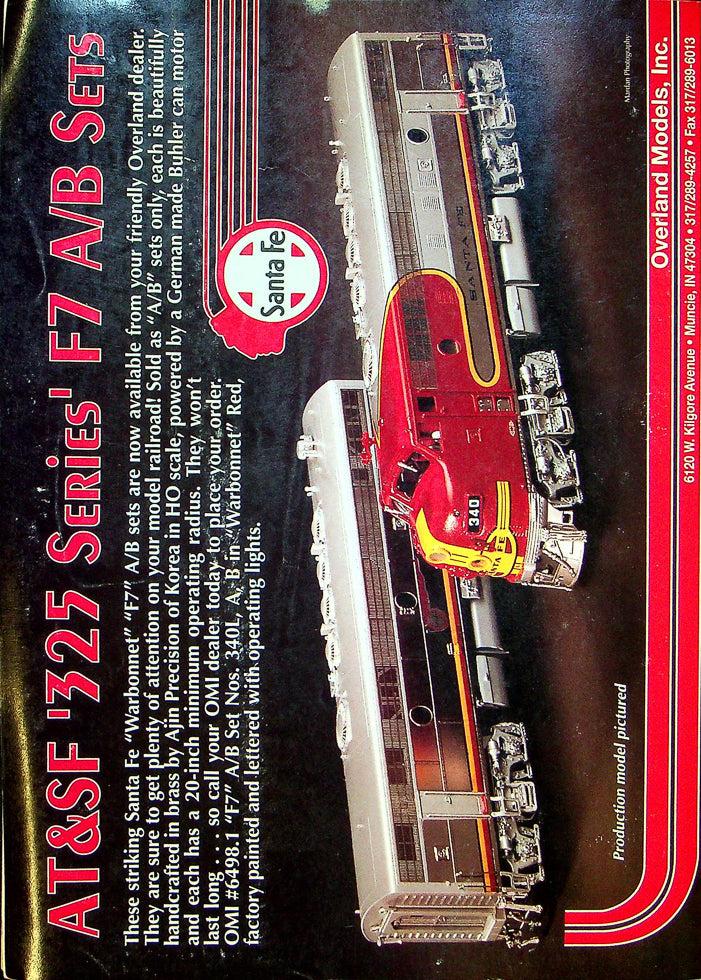 AT&SF '325 SERIES' F7 A/B SETS
These striking Santa Fe "Warbonnet" "F7" A/B sets are now available from your friendly Overland dealer.
They are sure to get plenty of attention on your model railroad! Sold as "A/B" sets only, each is beautifully
handcrafted in brass by Ajin Precision of Korea in HO scale, powered by a German made Buhler can motor
and each has a 20-inch minimum operating radius. They won't
last long . . . so call your OMI dealer today to place your order.
OMI #6498.1 "F7" A/B Set Nos. 340L, A, B in "Warbonnet" Red,
factory painted and lettered with operating lights.
Santa Fe
SANTA FE
340
SANTA FE
Production model pictured
Mardan Photography
Overland Models, Inc.
6120 W. Kilgore Avenue • Muncie, IN 47304 • 317/289-4257 • Fax 317/289-6013